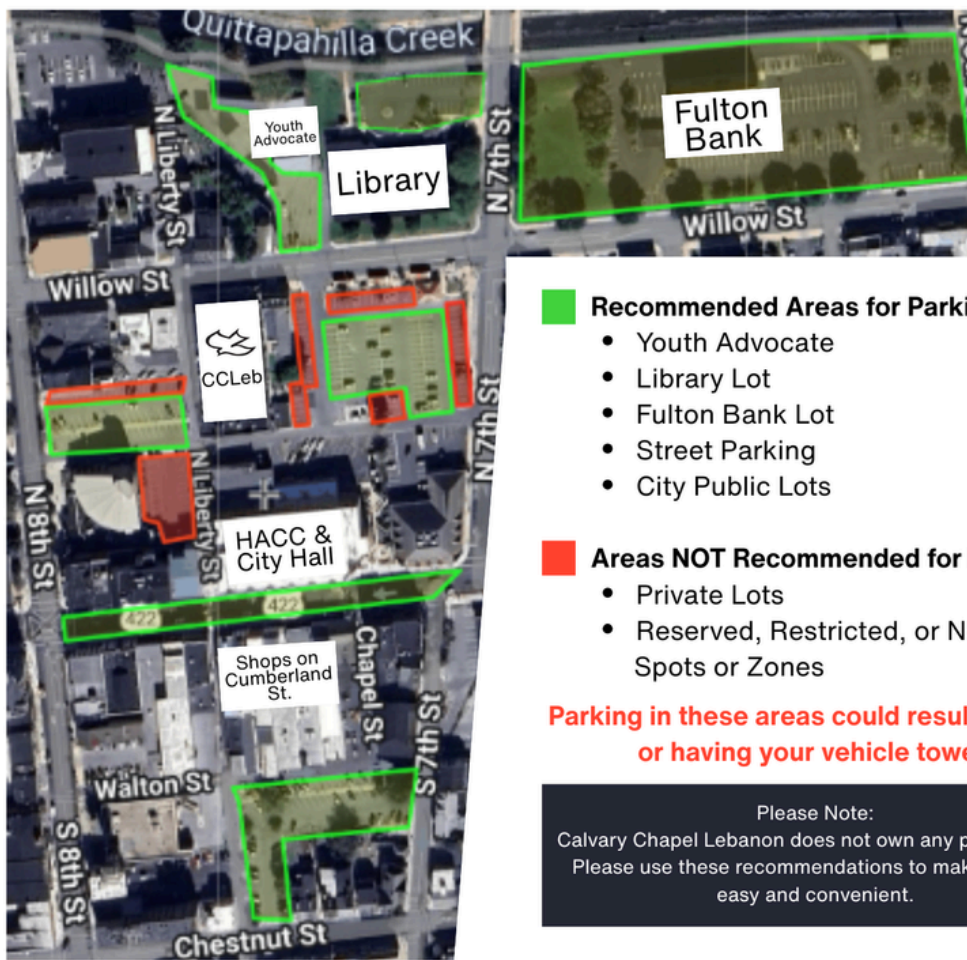 Quittapahilla Creek
N Liberty St
Youth
Advocate
Library
N 7th St
Fulton
Bank
Willow St
Willow St
CCLeb
N 7th St
N 8th St
N Liberty St
HACC &
City Hall
422
422
Shops on
Cumberland
St.
Chapel St
S 7th St
Walton St
S 8th St
Chestnut St
Recommended Areas for Parki
• Youth Advocate
• Library Lot
• Fulton Bank Lot
• Street Parking
• City Public Lots
Areas NOT Recommended for
• Private Lots
• Reserved, Restricted, or N
Spots or Zones
Parking in these areas could resul
or having your vehicle towe
Please Note:
Calvary Chapel Lebanon does not own any p
Please use these recommendations to mak
easy and convenient.